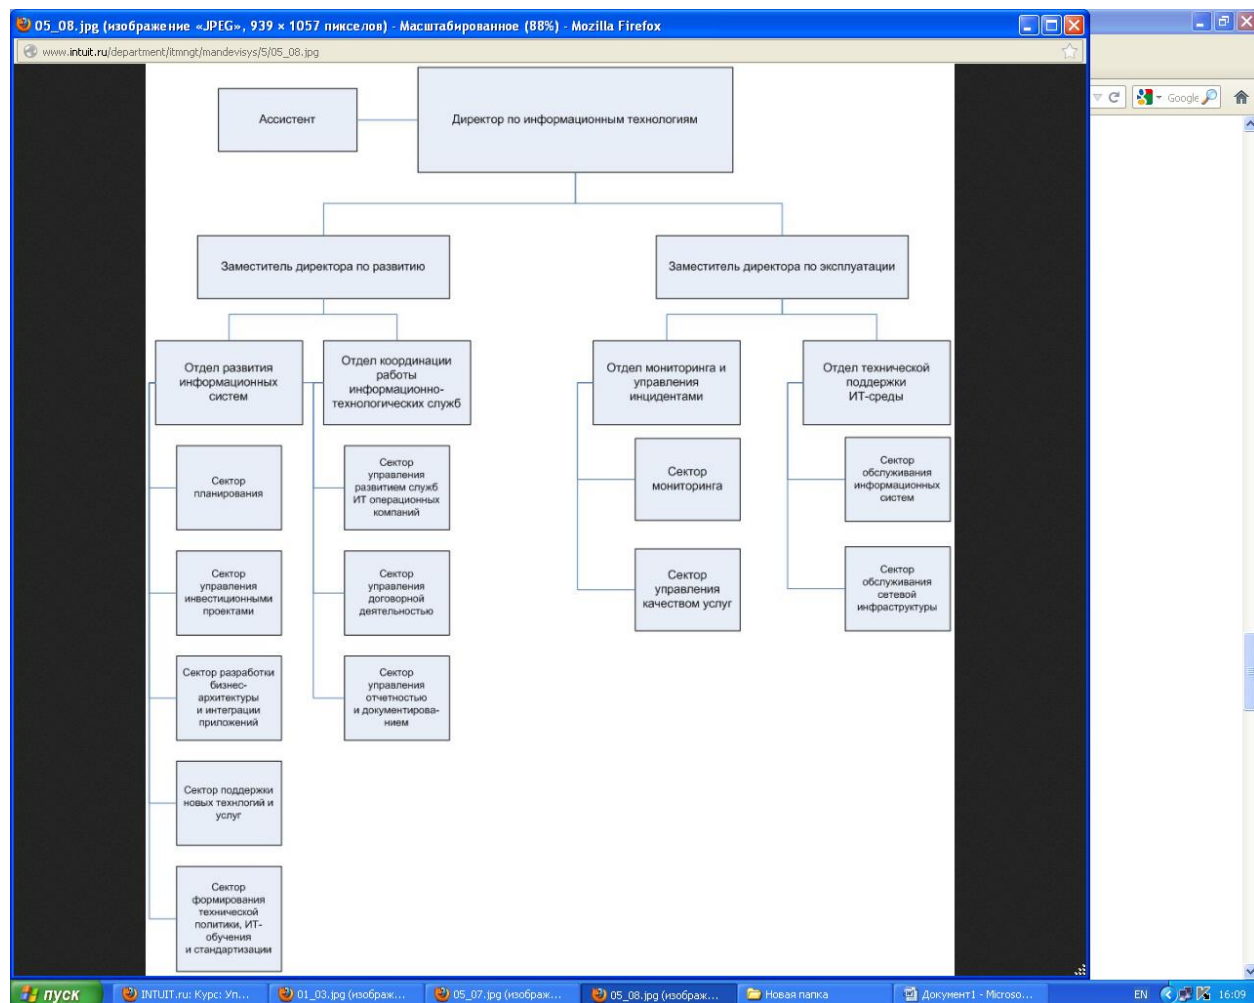 05_08.jpg (изображение «JPEG», 939 × 1057 пикселов) - Масштабированное (88%) - Mozilla Firefox
www.intuit.ru/department/itmngt/mandevisys/5/05_08.jpg
Google
Ассистент
Директор по информационным технологиям
Заместитель директора по развитию
Заместитель директора по эксплуатации
Отдел развития
информационных
систем
Отдел координации
работы
информационно-
технологических служб
Отдел мониторинга и
управления
инцидентами
Отдел технической
поддержки
ИТ-среды
Сектор
планирования
Сектор
управления
развитием служб
ИТ операционных
компаний
Сектор
мониторинга
Сектор
обслуживания
информационных
систем
Сектор
управления
инвестиционными
проектами
Сектор
управления
договорной
деятельностью
Сектор
управления
качеством услуг
Сектор
обслуживания
сетевой
инфраструктуры
Сектор разработки
бизнес-
архитектуры
и интеграции
приложений
Сектор
управления
отчетностью
и документирова-
нием
Сектор поддержки
новых технлогий и
услуг
Сектор
формирования
технической
политики, ИТ-
обучения
и стандартизации
пуск
INTUIT.ru: Курс: Уп...
01_03.jpg (изображ...
05_07.jpg (изображ...
05_08.jpg (изображ...
Новая папка
Документ1 - Microso...
EN
16:09